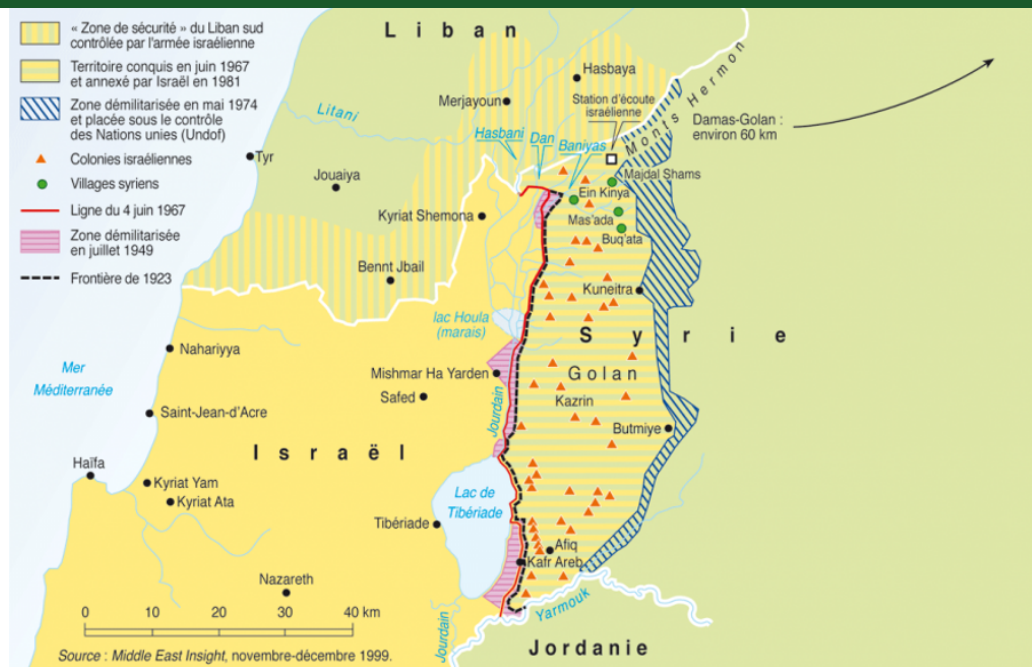 « Zone de sécurité » du Liban sud
contrôlée par l'armée israélienne
Territoire conquis en juin 1967
et annexé par Israël en 1981
Zone démilitarisée en mai 1974
et placée sous le contrôle
des Nations unies (Undof)
Colonies israéliennes
Villages syriens
Ligne du 4 juin 1967
Zone démilitarisée
en juillet 1949
Frontière de 1923
Liban
Hasbaya
Merjayoun
Station d'écoute
israélienne
Monts Hermon
Damas-Golan :
environ 60 km
Litani
Hasbani
Dan
Baniyas
Tyr
Jouaiya
Majdal Shams
Ein Kinya
Kyriat Shemona
Mas'ada
Buq'ata
Bennt Jbail
Kuneitra
lac Houla
(marais)
Syrie
Nahariyya
Mer
Méditerranée
Mishmar Ha Yarden
Golan
Safed
Kazrin
Jourdain
Saint-Jean-d'Acre
Butmiye
Israël
Haïfa
Kyriat Yam
Kyriat Ata
Lac de
Tibériade
Tibériade
Afiq
Kafr Areb
Nazareth
Yarmouk
Jourdain
0 10 20 30 40 km
Jordanie
Source : Middle East Insight, novembre-décembre 1999.